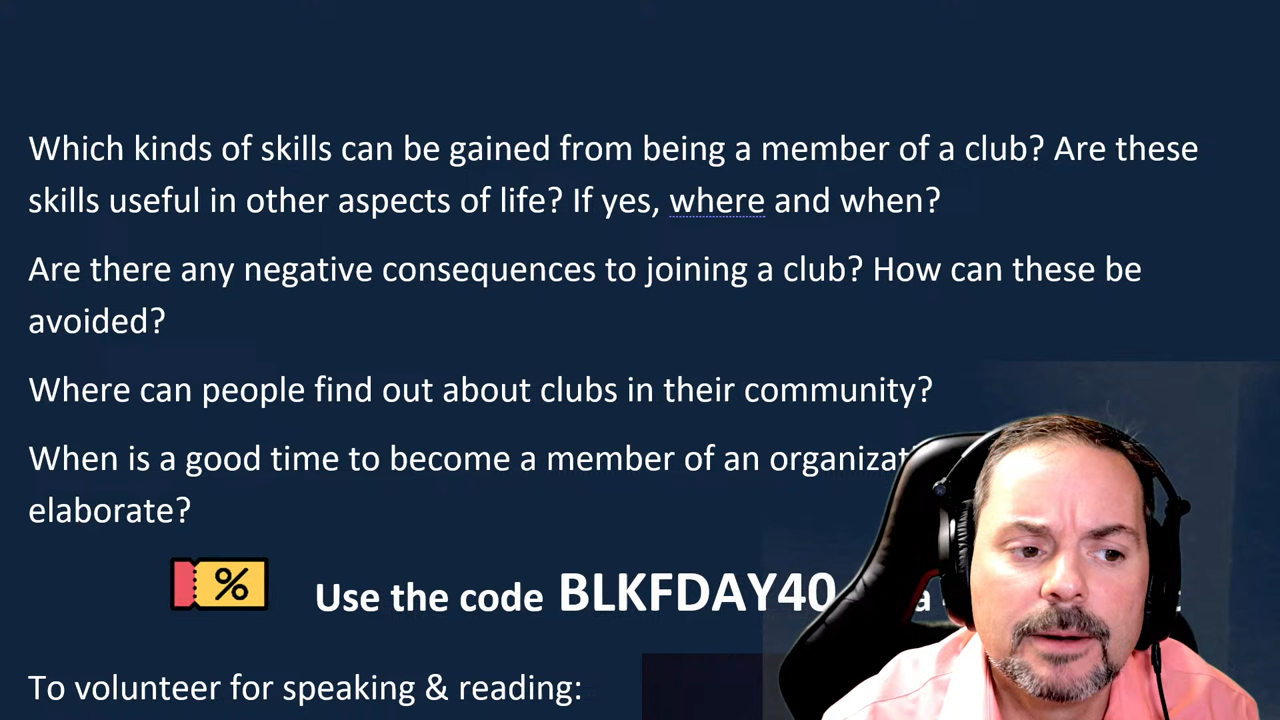 Which kinds of skills can be gained from being a member of a club? Are these
skills useful in other aspects of life? If yes, where and when?
Are there any negative consequences to joining a club? How can these be
avoided?
Where can people find out about clubs in their community?
When is a good time to become a member of an
elaborate?
% Use the code BLKFDAY40
To volunteer for speaking & reading: